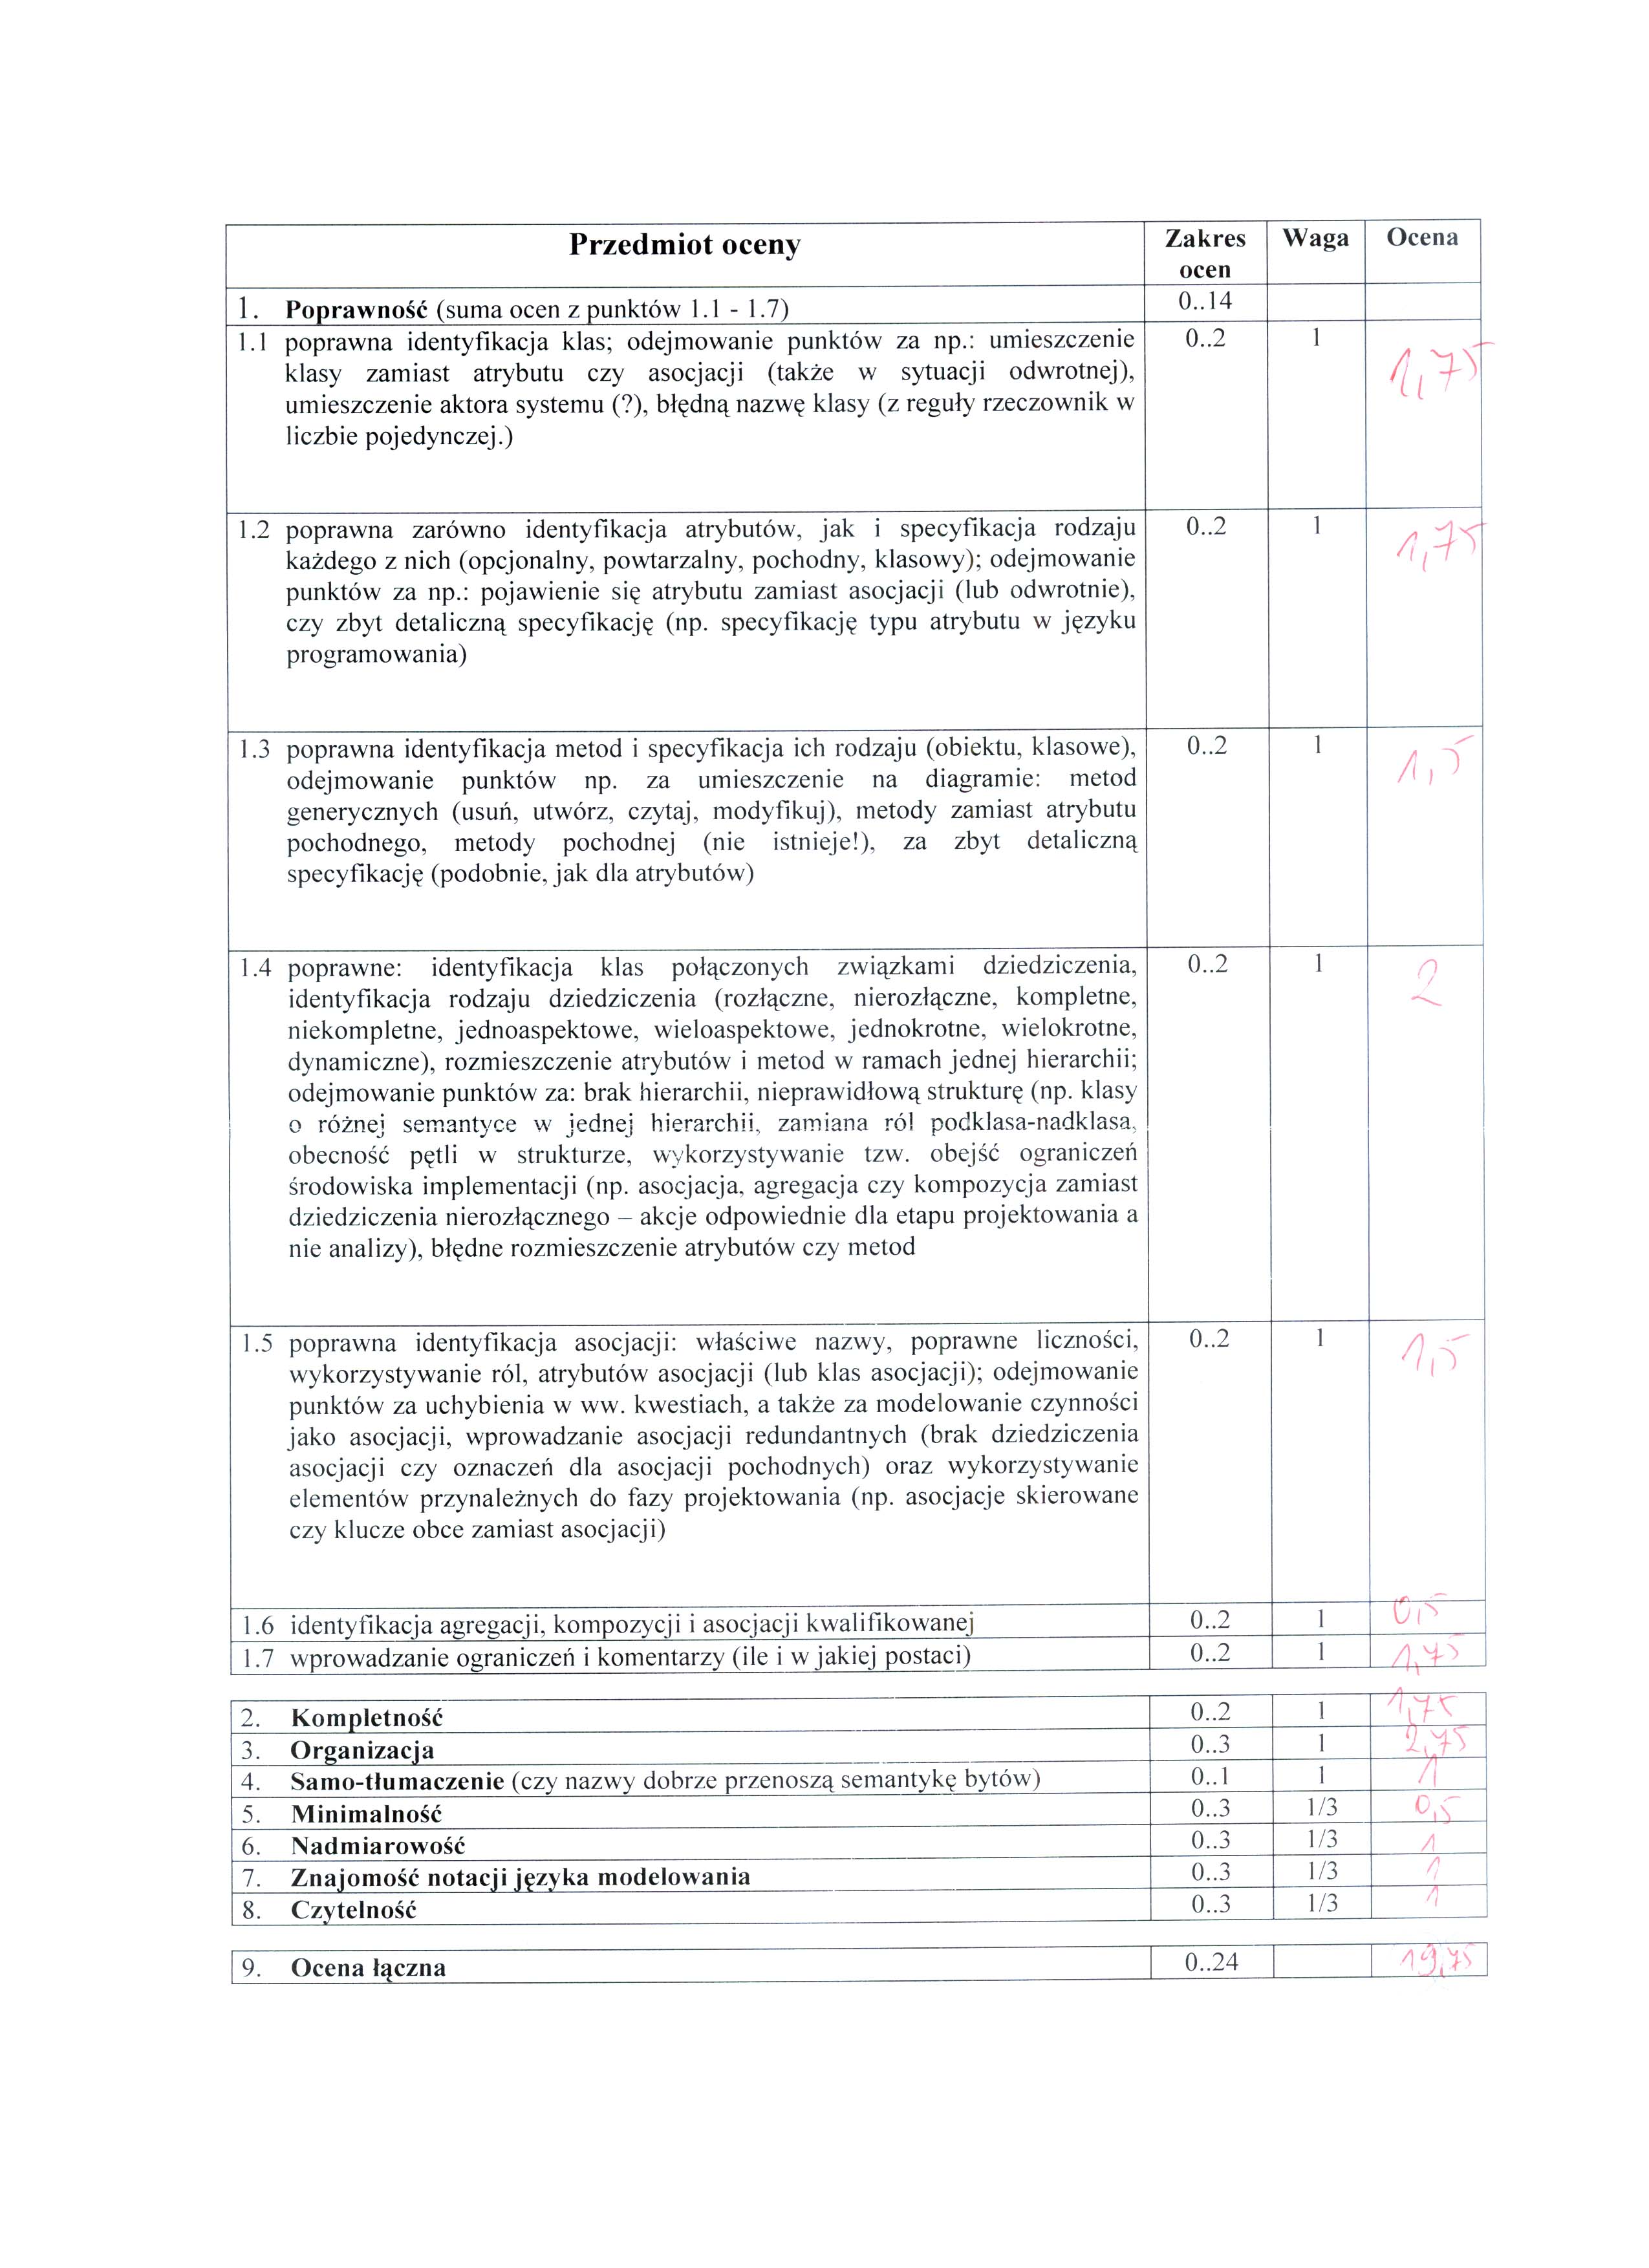 Przedmiot oceny Zakres ocen Waga Ocena
1. Poprawność (suma ocen z punktów 1.1 - 1.7) 0..14
1.1 poprawna identyfikacja klas; odejmowanie punktów za np.: umieszczenie 0..2 1 1,75
klasy zamiast atrybutu czy asocjacji (także w sytuacji odwrotnej),
umieszczenie aktora systemu (?), błędną nazwę klasy (z reguły rzeczownik w
liczbie pojedynczej.)
1.2 poprawna zarówno identyfikacja atrybutów, jak i specyfikacja rodzaju 0..2 1 1,75
każdego z nich (opcjonalny, powtarzalny, pochodny, klasowy); odejmowanie
punktów za np.: pojawienie się atrybutu zamiast asocjacji (lub odwrotnie),
czy zbyt detaliczną specyfikację (np. specyfikację typu atrybutu w języku
programowania)
1.3 poprawna identyfikacja metod i specyfikacja ich rodzaju (obiektu, klasowe), 0..2 1 1,5
odejmowanie punktów np. za umieszczenie na diagramie: metod
generycznych (usuń, utwórz, czytaj, modyfikuj), metody zamiast atrybutu
pochodnego, metody pochodnej (nie istnieje!), za zbyt detaliczną
specyfikację (podobnie, jak dla atrybutów)
1.4 poprawne: identyfikacja klas połączonych związkami dziedziczenia, 0..2 1 2
identyfikacja rodzaju dziedziczenia (rozłączne, nierozłączne, kompletne,
niekompletne, jednoaspektowe, wieloaspektowe, jednokrotne, wielokrotne,
dynamiczne), rozmieszczenie atrybutów i metod w ramach jednej hierarchii;
odejmowanie punktów za: brak hierarchii, nieprawidłową strukturę (np. klasy
o różnej semantyce w jednej hierarchii, zamiana ról podklasa-nadklasa,
obecność pętli w strukturze, wykorzystywanie tzw. obejść ograniczeń
środowiska implementacji (np. asocjacja, agregacja czy kompozycja zamiast
dziedziczenia nierozłącznego – akcje odpowiednie dla etapu projektowania a
nie analizy), błędne rozmieszczenie atrybutów czy metod
1.5 poprawna identyfikacja asocjacji: właściwe nazwy, poprawne liczności, 0..2 1 1,5
wykorzystywanie ról, atrybutów asocjacji (lub klas asocjacji); odejmowanie
punktów za uchybienia w ww. kwestiach, a także za modelowanie czynności
jako asocjacji, wprowadzanie asocjacji redundantnych (brak dziedziczenia
asocjacji czy oznaczeń dla asocjacji pochodnych) oraz wykorzystywanie
elementów przynależnych do fazy projektowania (np. asocjacje skierowane
czy klucze obce zamiast asocjacji)
1.6 identyfikacja agregacji, kompozycji i asocjacji kwalifikowanej 0..2 1 0,5
1.7 wprowadzanie ograniczeń i komentarzy (ile i w jakiej postaci) 0..2 1 1,75
2. Kompletność 0..2 1 1,75
3. Organizacja 0..3 1 2,75
4. Samo-tłumaczenie (czy nazwy dobrze przenoszą semantykę bytów) 0..1 1 1
5. Minimalność 0..3 1/3 0,5
6. Nadmiarowość 0..3 1/3 1
7. Znajomość notacji języka modelowania 0..3 1/3 1
8. Czytelność 0..3 1/3 1
9. Ocena łączna 0..24 19,75